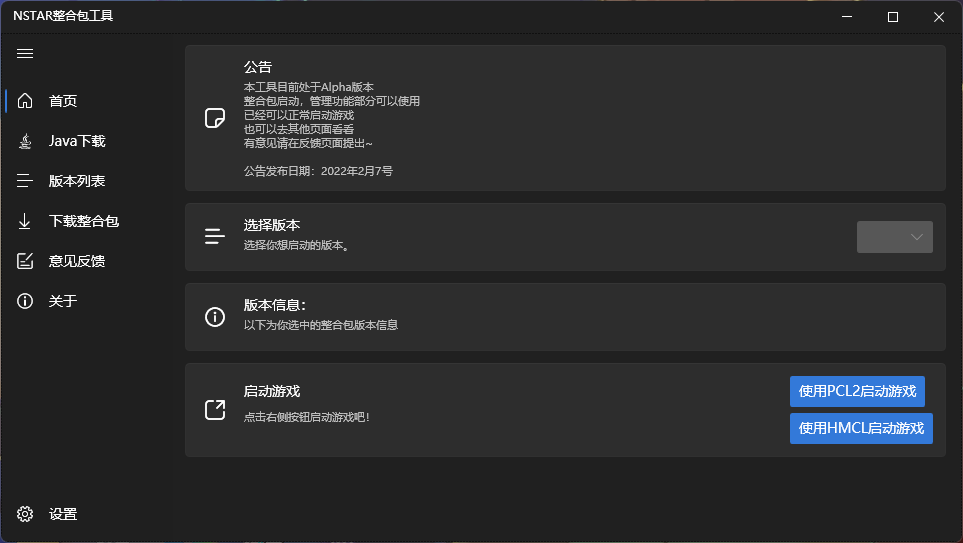 NSTAR整合包工具
首页
Java下载
版本列表
下载整合包
意见反馈
关于
设置
公告
本工具目前处于Alpha版本
整合包启动，管理功能部分可以使用
已经可以正常启动游戏
也可以去其他页面看看
有意见请在反馈页面提出~
公告发布日期：2022年2月7号
选择版本
选择你想启动的版本。
版本信息：
以下为你选中的整合包版本信息
启动游戏
点击右侧按钮启动游戏吧！
使用PCL2启动游戏
使用HMCL启动游戏